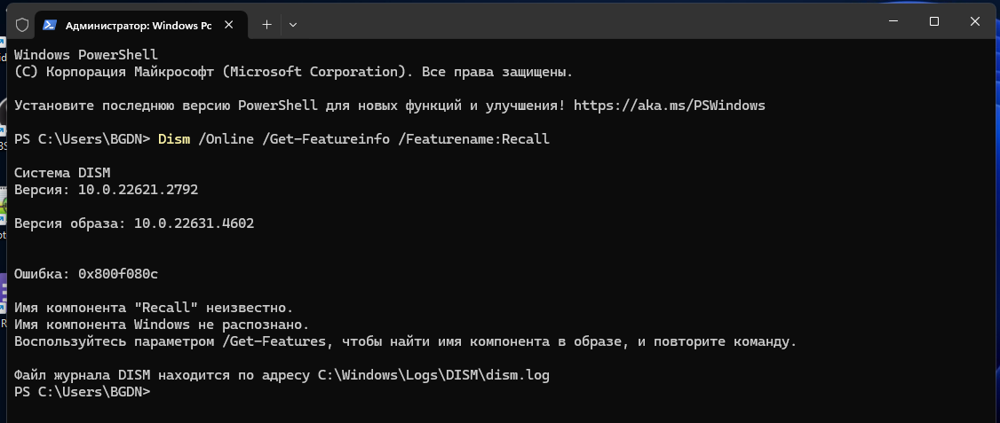 Администратор: Windows Pc
Windows PowerShell
(C) Корпорация Майкрософт (Microsoft Corporation). Все права защищены.
Установите последнюю версию PowerShell для новых функций и улучшения! https://aka.ms/PSWindows
PS C:\Users\BGDN> Dism /Online /Get-Featureinfo /Featurename:Recall
Cистема DISM
Версия: 10.0.22621.2792
Версия образа: 10.0.22631.4602
Ошибка: 0x800f080c
Имя компонента "Recall" неизвестно.
Имя компонента Windows не распознано.
Воспользуйтесь параметром /Get-Features, чтобы найти имя компонента в образе, и повторите команду.
Файл журнала DISM находится по адресу C:\Windows\Logs\DISM\dism.log
PS C:\Users\BGDN>